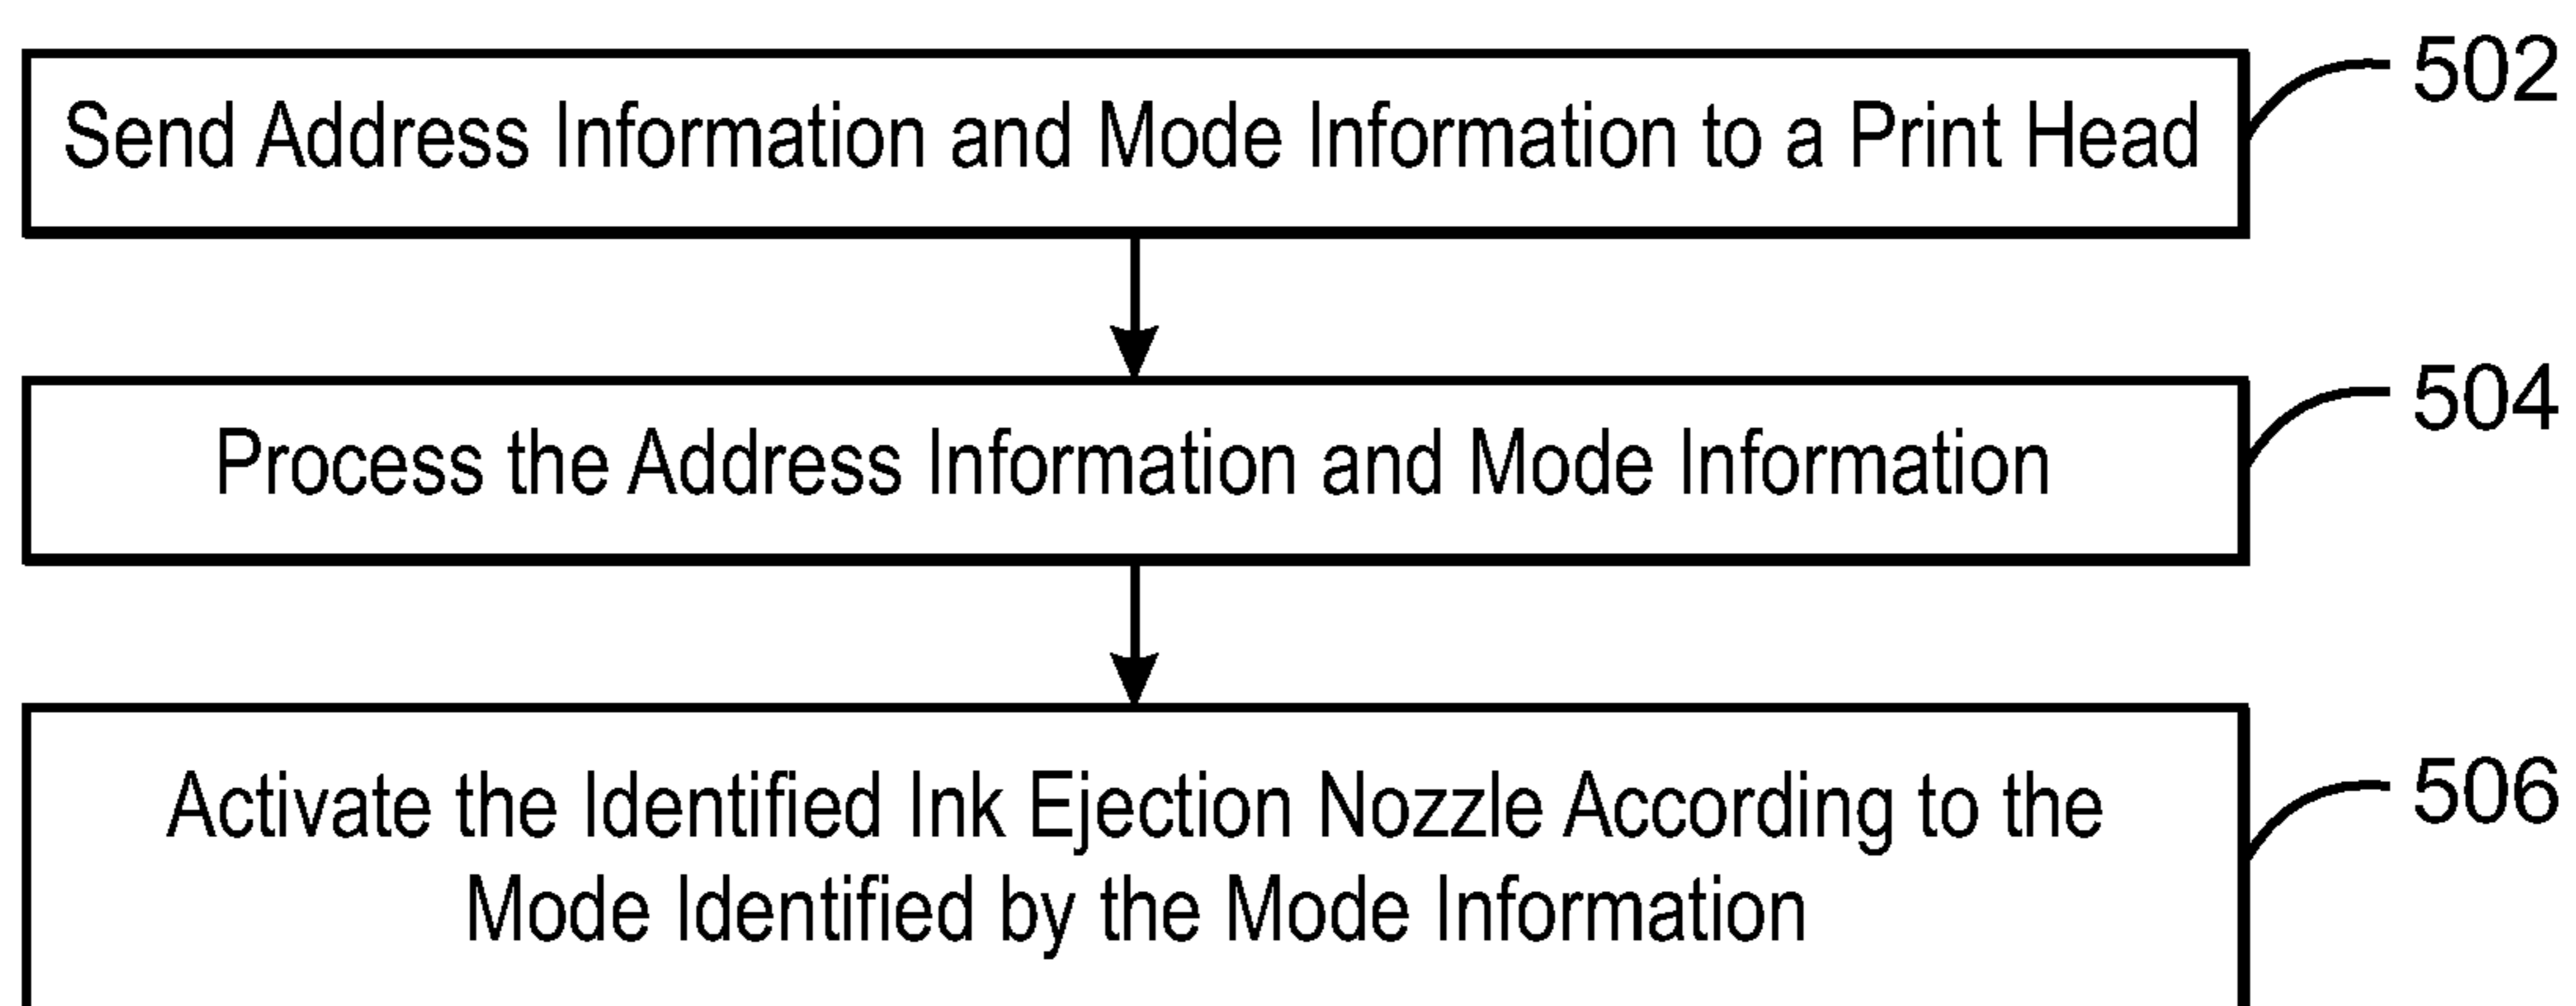 Send Address Information and Mode Information to a Print Head
502
Process the Address Information and Mode Information
504
Activate the Identified Ink Ejection Nozzle According to the
Mode Identified by the Mode Information
506